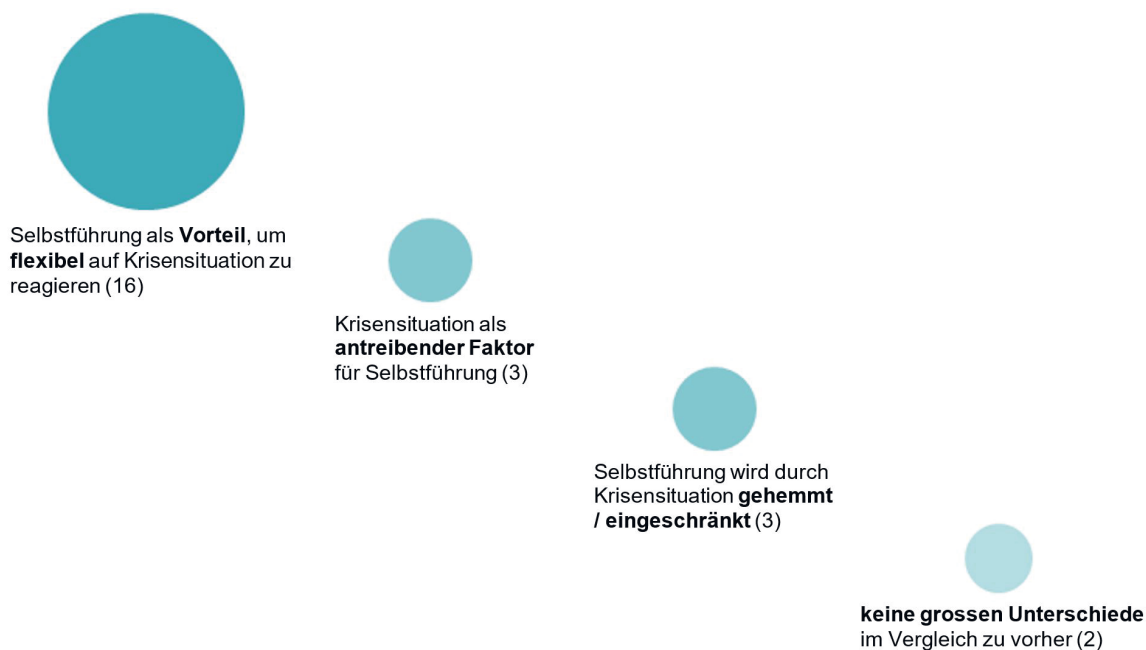 Selbstführung als Vorteil, um
flexibel auf Krisensituation zu
reagieren (16)
Krisensituation als
antreibender Faktor
für Selbstführung (3)
Selbstführung wird durch
Krisensituation gehemmt
/ eingeschränkt (3)
keine grossen Unterschiede
im Vergleich zu vorher (2)